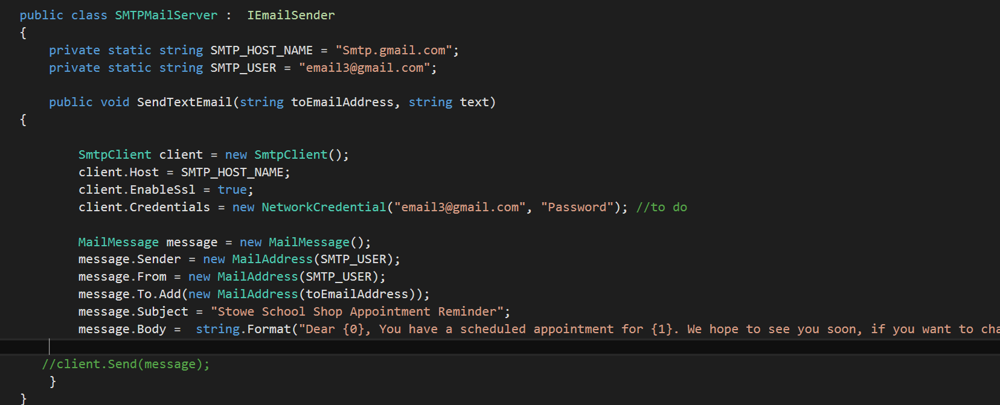 public class SMTPMailServer :  IEmailSender
{
    private static string SMTP_HOST_NAME = "Smtp.gmail.com";
    private static string SMTP_USER = "email3@gmail.com";

    public void SendTextEmail(string toEmailAddress, string text)
{

        SmtpClient client = new SmtpClient();
        client.Host = SMTP_HOST_NAME;
        client.EnableSsl = true;
        client.Credentials = new NetworkCredential("email3@gmail.com", "Password"); //to do

        MailMessage message = new MailMessage();
        message.Sender = new MailAddress(SMTP_USER);
        message.From = new MailAddress(SMTP_USER);
        message.To.Add(new MailAddress(toEmailAddress));
        message.Subject = "Stowe School Shop Appointment Reminder";
        message.Body =  string.Format("Dear {0}, You have a scheduled appointment for {1}. We hope to see you soon, if you want to

   //client.Send(message);
    }
}